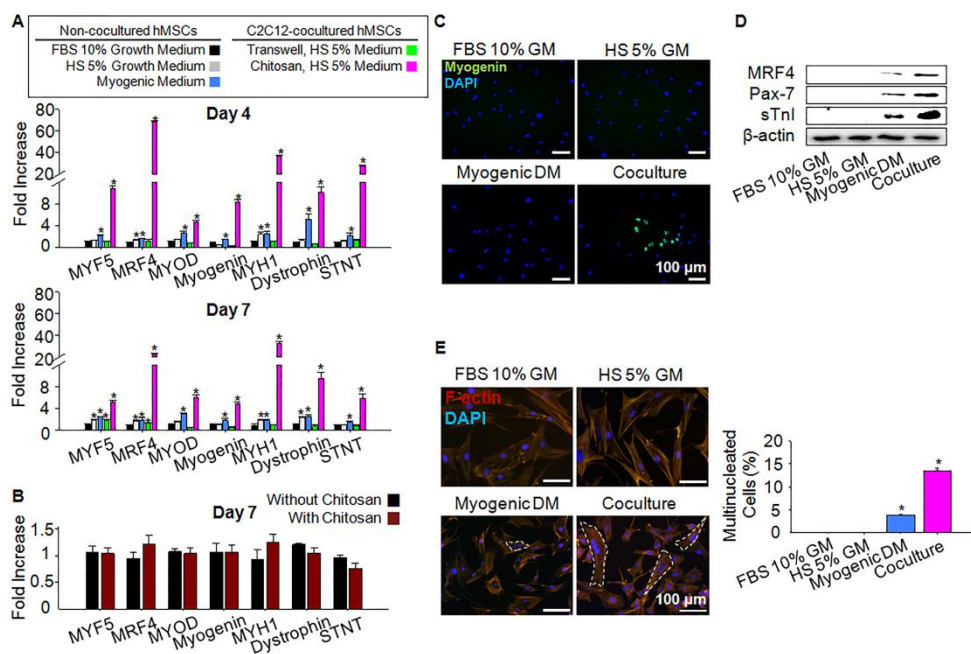 A
Non-cocultured hMSCs
C2C12-cocultured hMSCs
FBS 10% Growth Medium
Transwell, HS 5% Medium
HS 5% Growth Medium
Chitosan, HS 5% Medium
Myogenic Medium
Day 4
Fold Increase
80
60
40
20
8
4
0
*
MYF5
MRF4
MYOD
Myogenin
MYH1
Dystrophin
STNT
Day 7
Fold Increase
80
60
40
20
8
4
0
*
MYF5
MRF4
MYOD
Myogenin
MYH1
Dystrophin
STNT
B
Day 7
Without Chitosan
With Chitosan
Fold Increase
1.5
1
0.5
0
MYF5
MRF4
MYOD
Myogenin
MYH1
Dystrophin
STNT
C
FBS 10% GM
HS 5% GM
Myogenin
DAPI
Myogenic DM
Coculture
100 µm
D
MRF4
Pax-7
sTnI
β-actin
FBS 10% GM
HS 5% GM
Myogenic DM
Coculture
E
FBS 10% GM
HS 5% GM
F-actin
DAPI
Myogenic DM
Coculture
100 µm
Multinucleated
Cells (%)
20
15
10
5
0
*
*
FBS 10% GM
HS 5% GM
Myogenic DM
Coculture